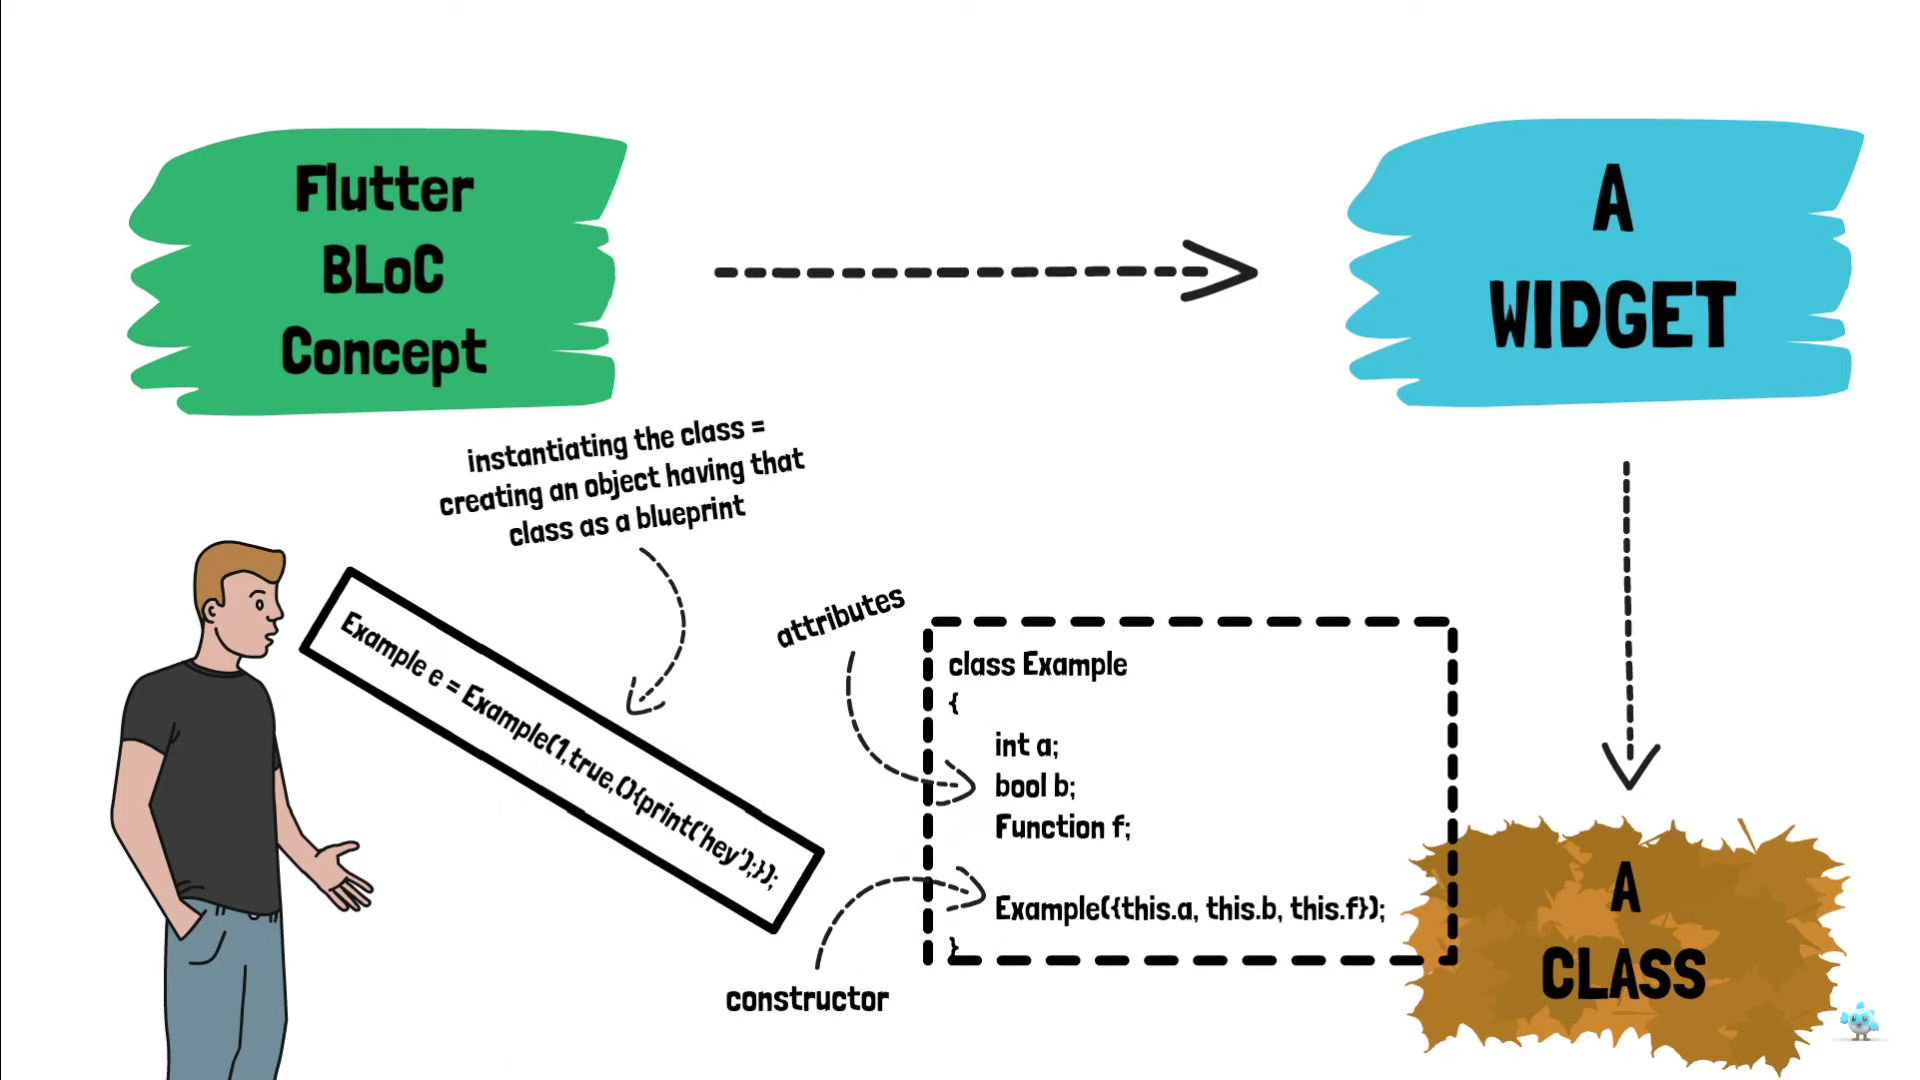 Flutter
BLoC
Concept
A
WIDGET
instantiating the class =
creating an object having that
class as a blueprint
Example e = Example(1,true,(){print('hey');});
attributes
class Example
{
int a;
bool b;
Function f;
Example({this.a, this.b, this.f});
}
constructor
A
CLASS